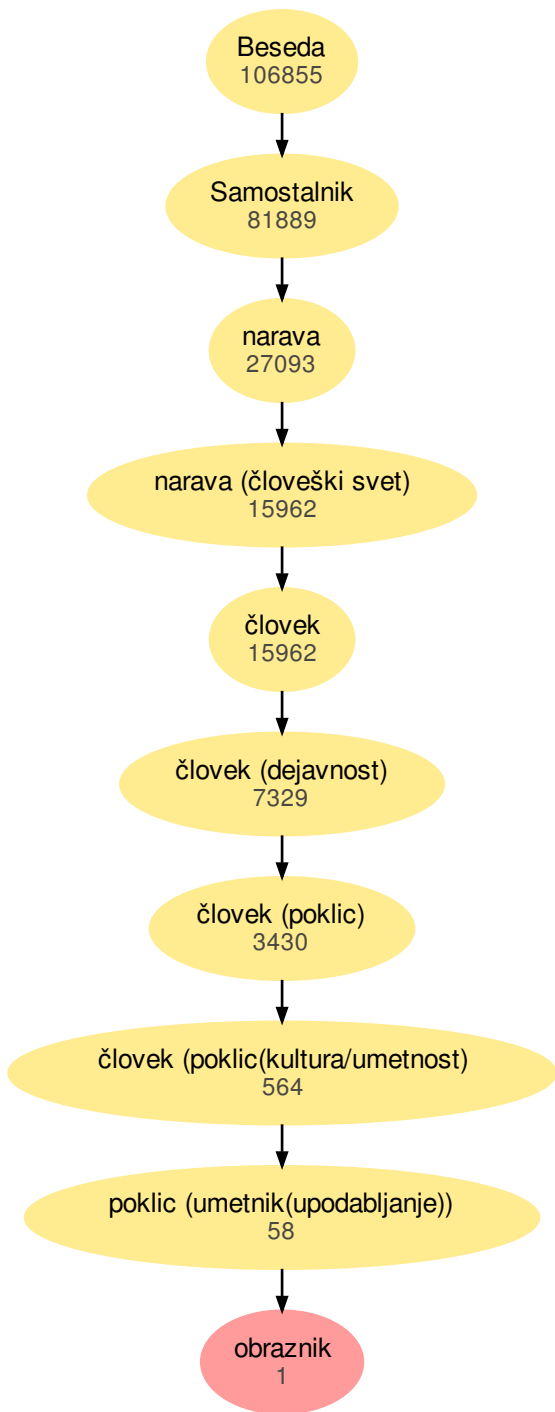 Beseda
106855
Samostalnik
81889
narava
27093
narava (človeški svet)
15962
človek
15962
človek (dejavnost)
7329
človek (poklic)
3430
človek (poklic(kultura/umetnost)
564
poklic (umetnik(upodabljanje))
58
obraznik
1